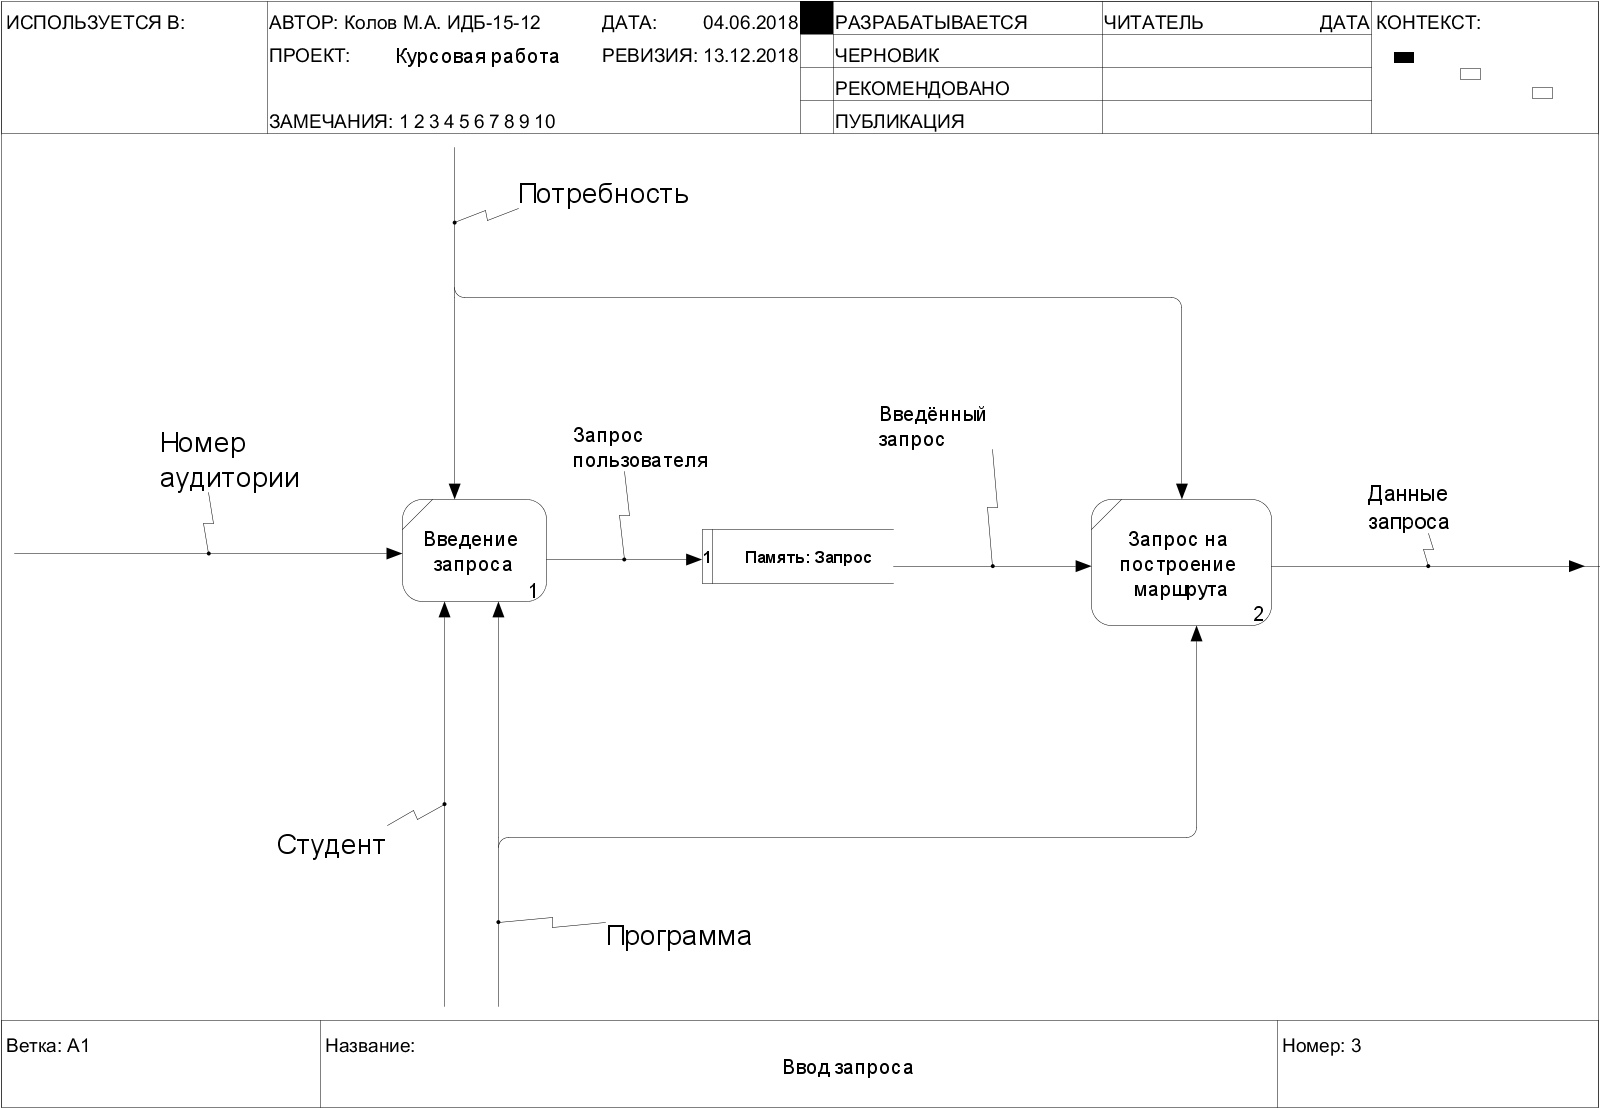 ИСПОЛЬЗУЕТСЯ В:
АВТОР: Колов М.А. ИДБ-15-12
ДАТА: 04.06.2018
РАЗРАБАТЫВАЕТСЯ
ЧИТАТЕЛЬ
ДАТА
КОНТЕКСТ:
ПРОЕКТ: Курсовая работа
РЕВИЗИЯ: 13.12.2018
ЧЕРНОВИК
РЕКОМЕНДОВАНО
ЗАМЕЧАНИЯ: 1 2 3 4 5 6 7 8 9 10
ПУБЛИКАЦИЯ
Потребность
Номер
аудитории
Запрос
пользователя
Введённый
запрос
Данные
запроса
Введение
запроса
1
1
Память: Запрос
Запрос на
построение
маршрута
2
Студент
Программа
Ветка: A1
Название:
Ввод запроса
Номер: 3